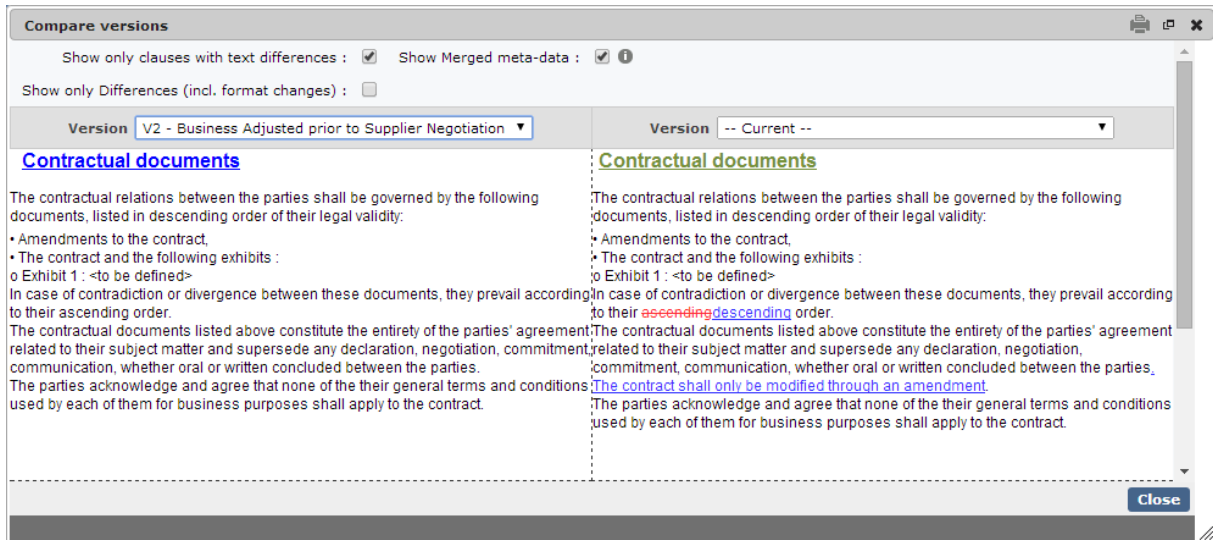 Compare versions
Show only clauses with text differences :
Show Merged meta-data :
Show only Differences (incl. format changes) :
Version V2 - Business Adjusted prior to Supplier Negotiation
Version -- Current --
Contractual documents
The contractual relations between the parties shall be governed by the following
documents, listed in descending order of their legal validity:
• Amendments to the contract,
• The contract and the following exhibits :
o Exhibit 1 : <to be defined>
In case of contradiction or divergence between these documents, they prevail according
to their ascending order.
The contractual documents listed above constitute the entirety of the parties' agreement
related to their subject matter and supersede any declaration, negotiation, commitment,
communication, whether oral or written concluded between the parties.
The parties acknowledge and agree that none of the their general terms and conditions
used by each of them for business purposes shall apply to the contract.
Contractual documents
The contractual relations between the parties shall be governed by the following
documents, listed in descending order of their legal validity:
• Amendments to the contract,
• The contract and the following exhibits :
o Exhibit 1 : <to be defined>
In case of contradiction or divergence between these documents, they prevail according
to their ascendingdescending order.
The contractual documents listed above constitute the entirety of the parties' agreement
related to their subject matter and supersede any declaration, negotiation,
commitment, communication, whether oral or written concluded between the parties.
The contract shall only be modified through an amendment.
The parties acknowledge and agree that none of the their general terms and conditions
used by each of them for business purposes shall apply to the contract.
Close